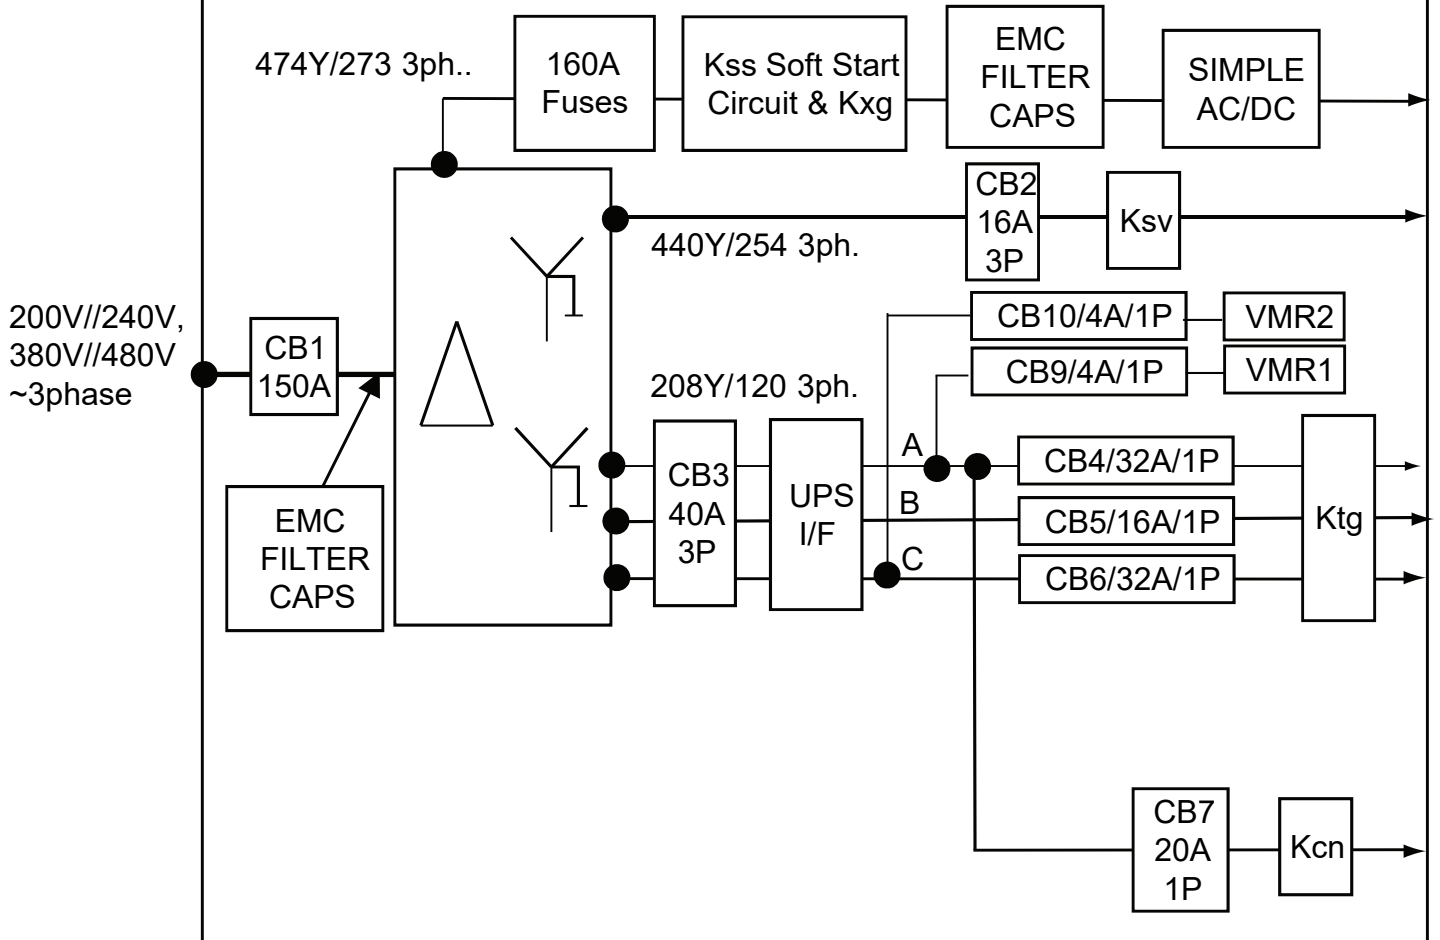 474Y/273 3ph..
160A
Fuses
Kss Soft Start
Circuit & Kxg
EMC
FILTER
CAPS
SIMPLE
AC/DC
CB2
16A
3P
Ksv
440Y/254 3ph.
200V//240V,
380V//480V
~3phase
CB1
150A
CB10/4A/1P
VMR2
CB9/4A/1P
VMR1
208Y/120 3ph.
EMC
FILTER
CAPS
CB3
40A
3P
UPS
I/F
A
B
C
CB4/32A/1P
CB5/16A/1P
CB6/32A/1P
Ktg
CB7
20A
1P
Kcn